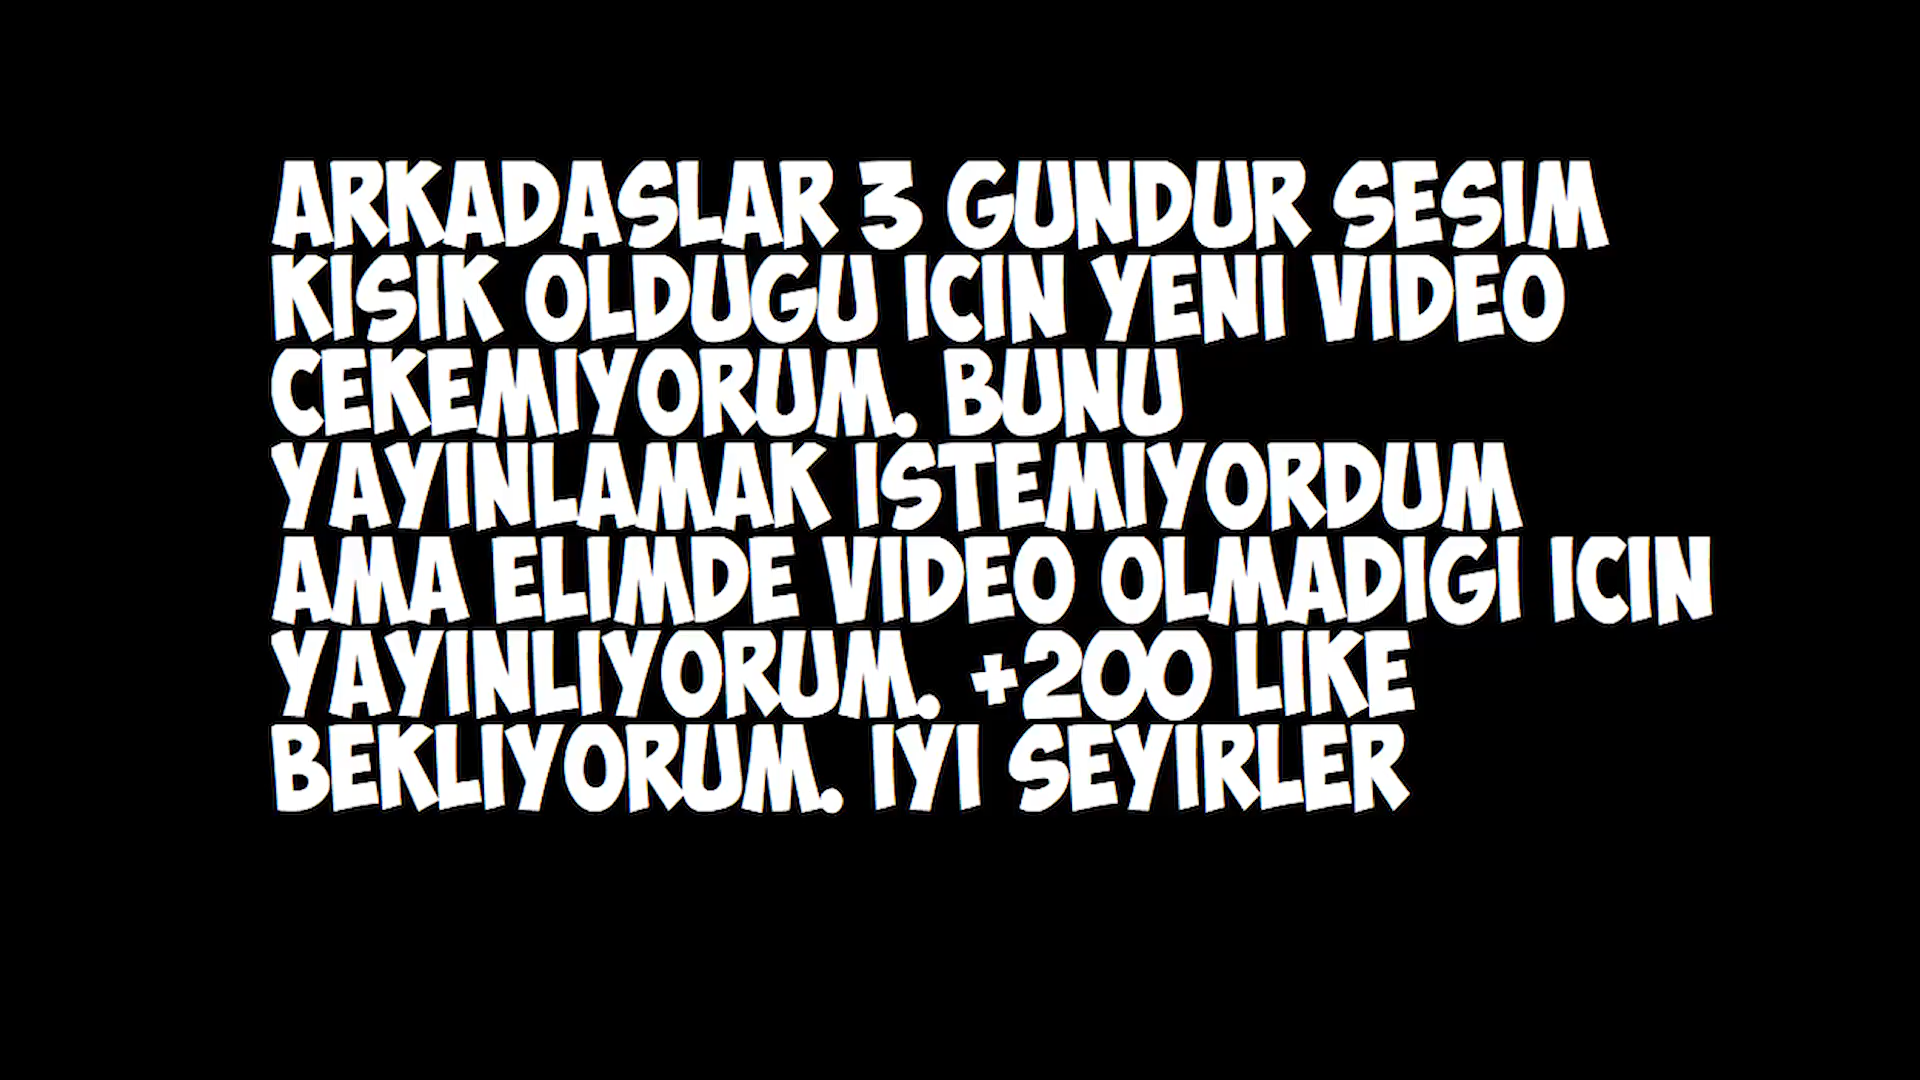 ARKADASLAR 3 GUNDUR SESIM
KISIK OLDUGU ICIN YENI VIDEO
CEKEMIYORUM. BUNU
YAYINLAMAK ISTEMIYORDUM
AMA ELIMDE VIDEO OLMADIGI ICIN
YAYINLIYORUM. +200 LIKE
BEKLIYORUM. IYI SEYIRLER